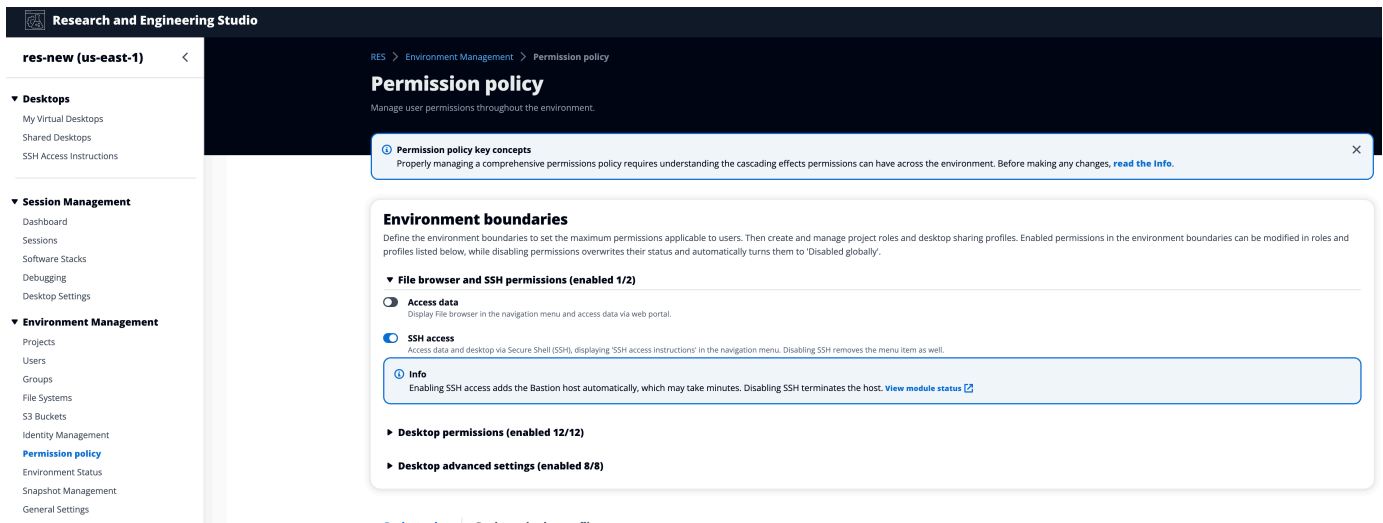 Research and Engineering Studio
res-new (us-east-1)
Desktops
My Virtual Desktops
Shared Desktops
SSH Access Instructions
Session Management
Dashboard
Sessions
Software Stacks
Debugging
Desktop Settings
Environment Management
Projects
Users
Groups
File Systems
S3 Buckets
Identity Management
Permission policy
Environment Status
Snapshot Management
General Settings
RES > Environment Management > Permission policy
Permission policy
Manage user permissions throughout the environment.
Permission policy key concepts
Properly managing a comprehensive permissions policy requires understanding the cascading effects permissions can have across the environment. Before making any changes, read the Info.
Environment boundaries
Define the environment boundaries to set the maximum permissions applicable to users. Then create and manage project roles and desktop sharing profiles. Enabled permissions in the environment boundaries can be modified in roles and
profiles listed below, while disabling permissions overwrites their status and automatically turns them to 'Disabled globally'.
File browser and SSH permissions (enabled 1/2)
Access data
Display File browser in the navigation menu and access data via web portal.
SSH access
Access data and desktop via Secure Shell (SSH), displaying 'SSH access instructions' in the navigation menu. Disabling SSH removes the menu item as well.
Info
Enabling SSH access adds the Bastion host automatically, which may take minutes. Disabling SSH terminates the host. View module status
Desktop permissions (enabled 12/12)
Desktop advanced settings (enabled 8/8)